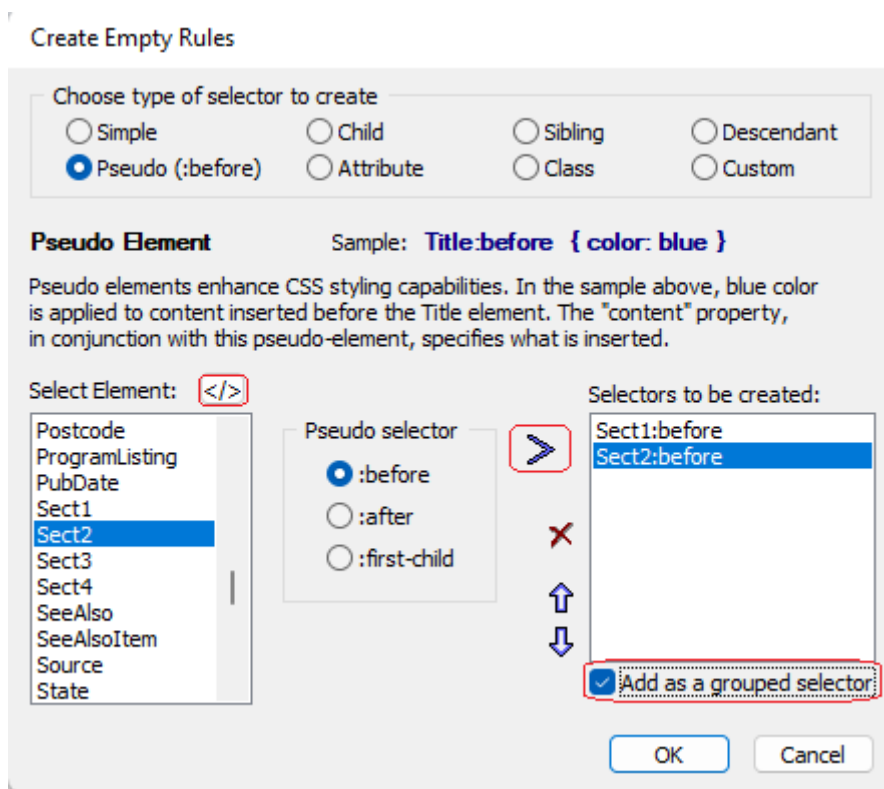 Create Empty Rules
Choose type of selector to create
Simple
Child
Sibling
Descendant
Pseudo (:before)
Attribute
Class
Custom
Pseudo Element
Sample: Title:before { color: blue }
Pseudo elements enhance CSS styling capabilities. In the sample above, blue color
is applied to content inserted before the Title element. The "content" property,
in conjunction with this pseudo-element, specifies what is inserted.
Select Element: </>
Postcode
ProgramListing
PubDate
Sect1
Sect2
Sect3
Sect4
SeeAlso
SeeAlsoItem
Source
State
Pseudo selector
:before
:after
:first-child
>
Selectors to be created:
Sect1:before
Sect2:before
Add as a grouped selector
OK
Cancel